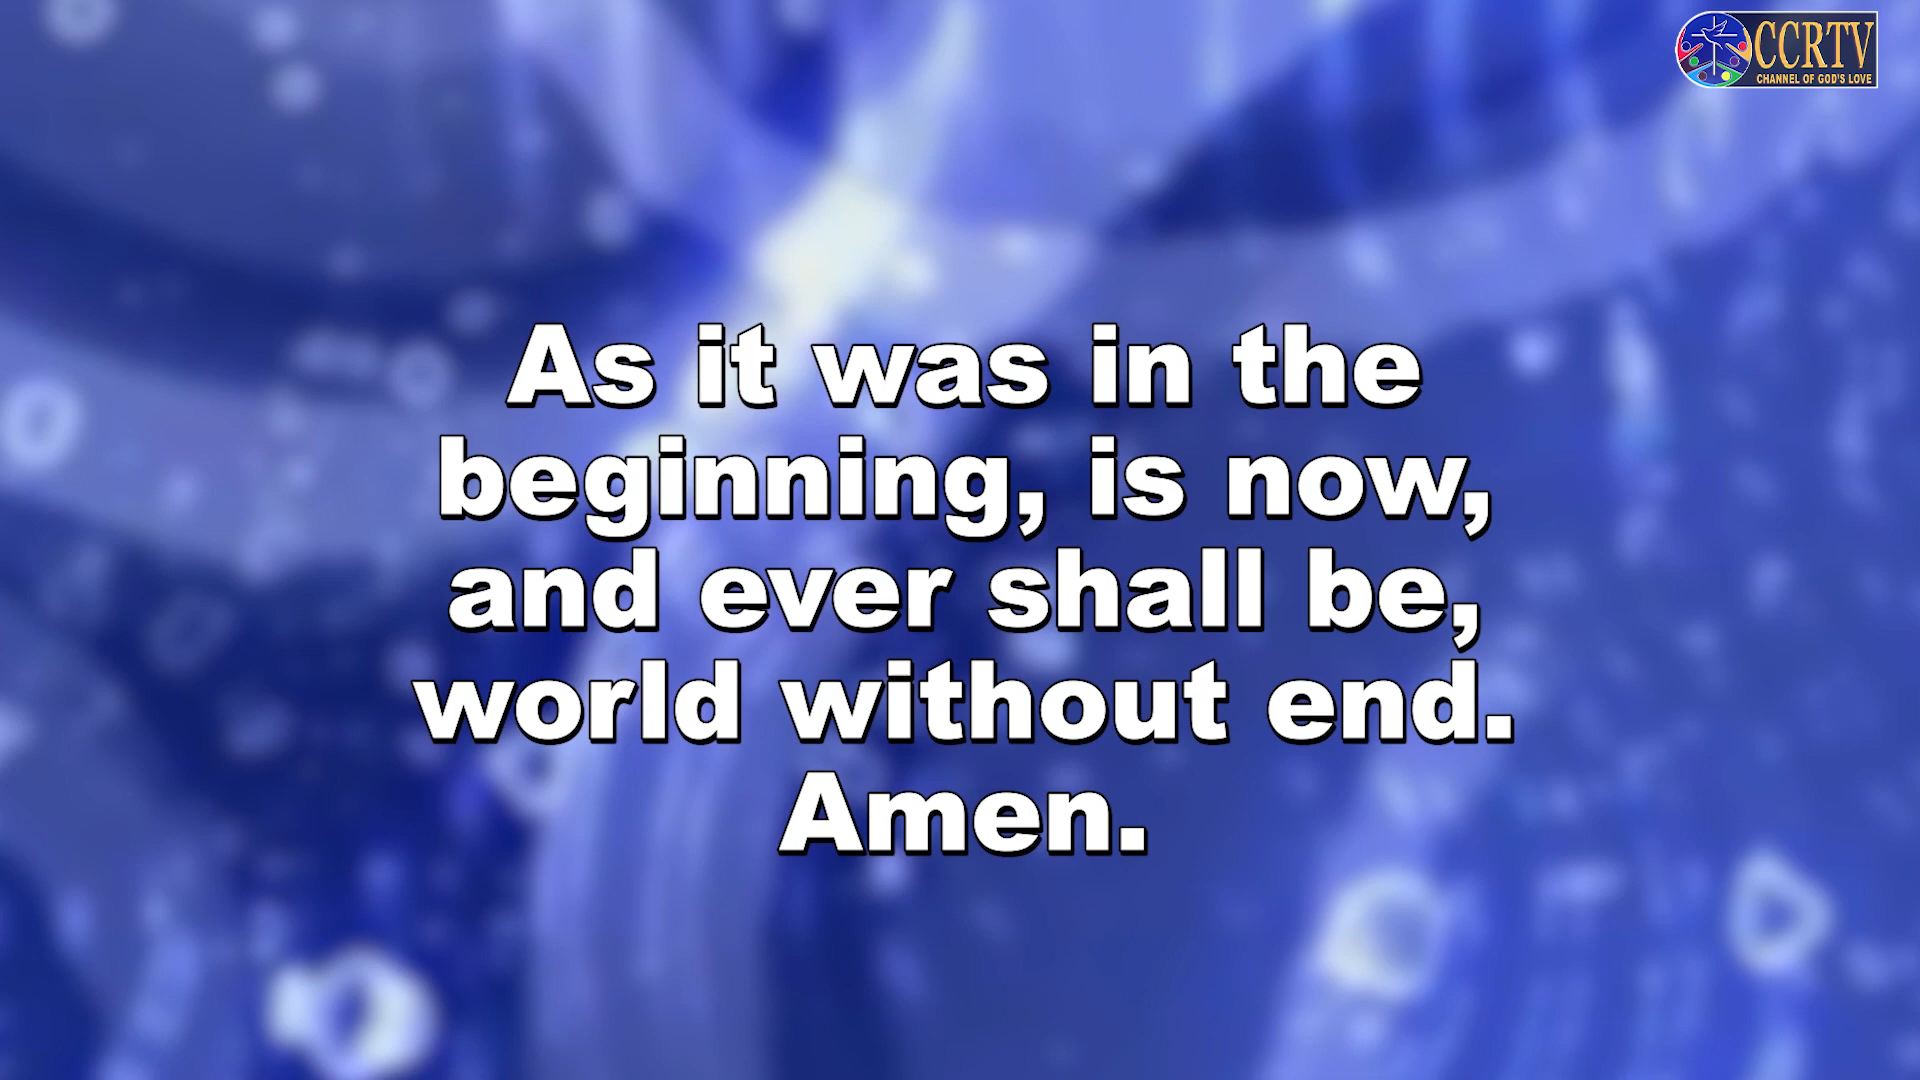 CCRTV
CHANNEL OF GOD'S LOVE
As it was in the
beginning, is now,
and ever shall be,
world without end.
Amen.